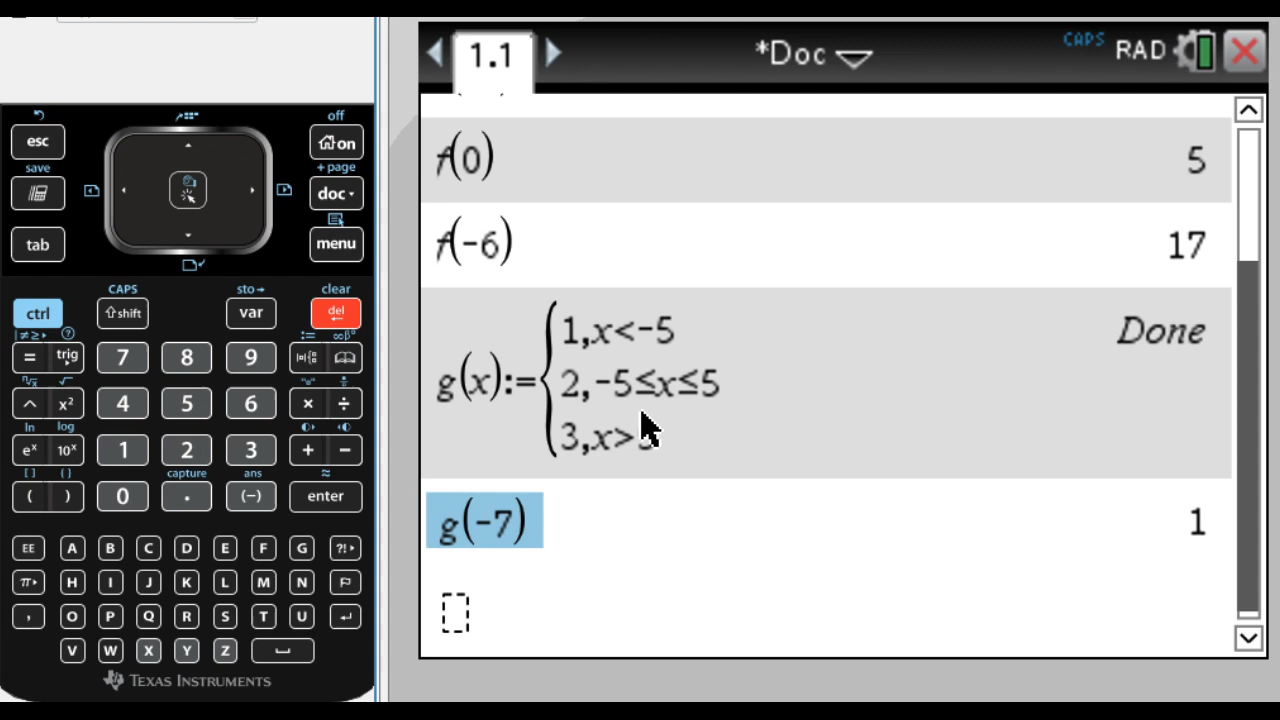 1.1 *Doc CAPS RAD
f(0) 5
f(-6) 17
1,x<-5 Done
g(x):= 2,-5≤x≤5
3,x>
g(-7) 1
off
esc on
save + page
doc
tab menu
CAPS sto→ clear
ctrl shift var del
|≠≥▸ ? := ∞β°
= trig 7 8 9
√ "□" ÷
^ x² 4 5 6 × ÷
ln log
eˣ 10ˣ 1 2 3 + −
[ ] { } capture ans ≈
( ) 0 . (−) enter
EE A B C D E F G ?!▸
π▸ H I J K L M N
, O P Q R S T U ↵
V W X Y Z
TEXAS INSTRUMENTS